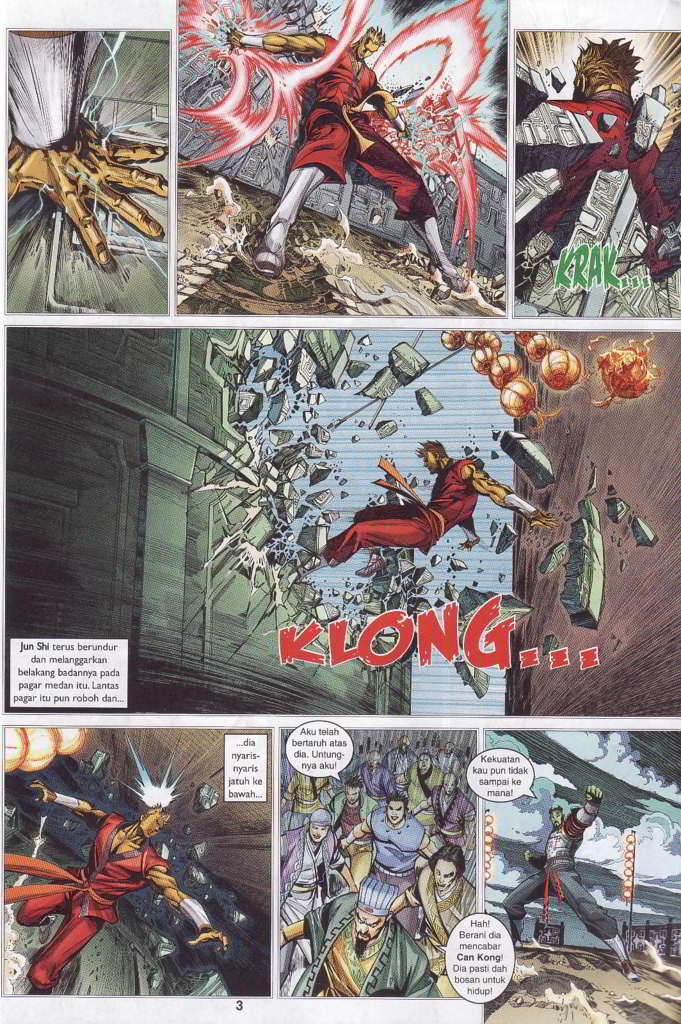 KRAK...
KLONG...
Jun Shi terus berundur
dan melanggarkan
belakang badannya pada
pagar medan itu. Lantas
pagar itu pun roboh dan...
...dia
nyaris-
nyaris
jatuh ke
bawah...
Aku telah
bertaruh atas
dia. Untung-
nya aku!
Kekuatan
kau pun tidak
sampai ke
mana!
Hah!
Berani dia
mencabar
Can Kong!
Dia pasti dah
bosan untuk
hidup!
3